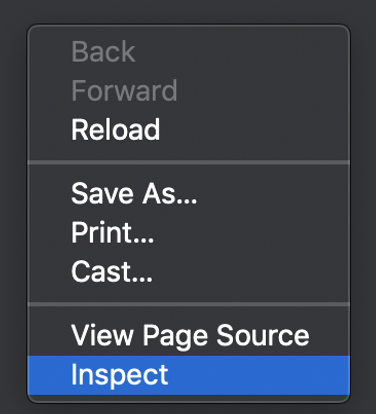 Back
Forward
Reload
Save As...
Print...
Cast...
View Page Source
Inspect